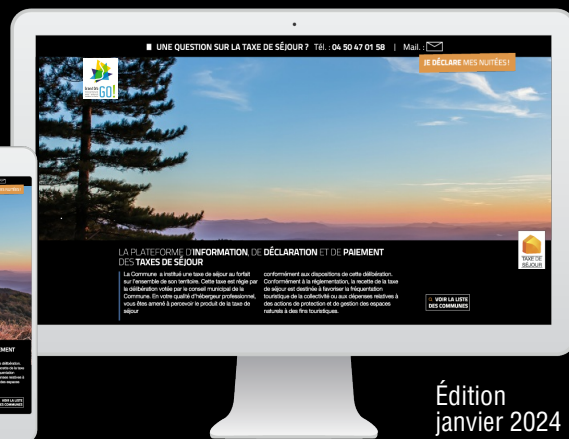 UNE QUESTION SUR LA TAXE DE SÉJOUR ? Tél. : 04 50 47 01 58 | Mail. :
JE DÉCLARE MES NUITÉES !
GO!
LA PLATEFORME D'INFORMATION, DE DÉCLARATION ET DE PAIEMENT
DES TAXES DE SÉJOUR
La Commune a institué une taxe de séjour au forfait
sur l'ensemble de son territoire. Cette taxe est régie par
la délibération votée par le conseil municipal de la
Commune. En votre qualité d'hébergeur professionnel,
vous êtes amené à percevoir le produit de la taxe de
séjour
conformément aux dispositions de cette délibération.
Conformément à la réglementation, la recette de la taxe
de séjour est destinée à favoriser la fréquentation
touristique de la collectivité ou aux dépenses relatives à
des actions de protection et de gestion des espaces
naturels à des fins touristiques.
TAXE DE
SÉJOUR
VOIR LA LISTE
DES COMMUNES
VOIR LA LISTE
DES COMMUNES
Édition
janvier 2024